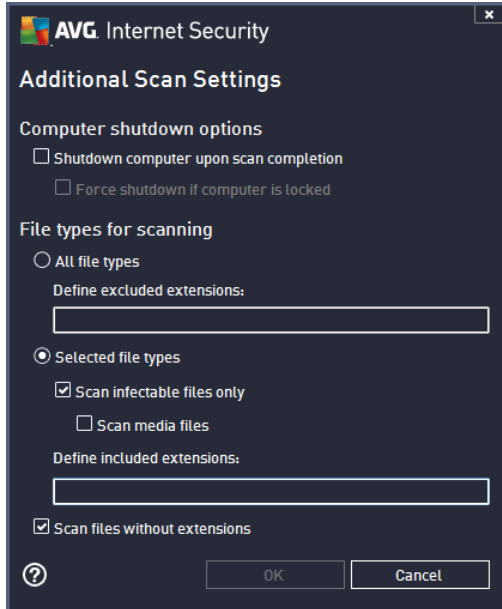 AVG. Internet Security
Additional Scan Settings
Computer shutdown options
Shutdown computer upon scan completion
Force shutdown if computer is locked
File types for scanning
All file types
Define excluded extensions:
Selected file types
Scan infectable files only
Scan media files
Define included extensions:
Scan files without extensions
OK
Cancel